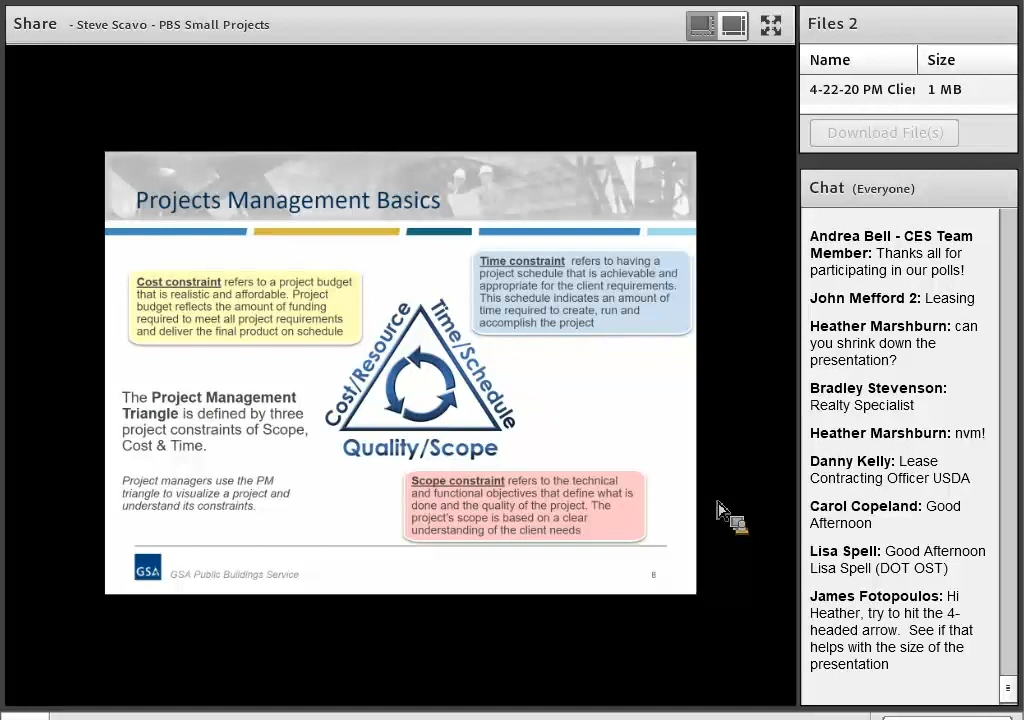 Share - Steve Scavo - PBS Small Projects
Projects Management Basics
Cost constraint refers to a project budget
that is realistic and affordable. Project
budget reflects the amount of funding
required to meet all project requirements
and deliver the final product on schedule
Time constraint refers to having a
project schedule that is achievable and
appropriate for the client requirements.
This schedule indicates an amount of
time required to create, run and
accomplish the project
Cost/Resource
Time/Schedule
Quality/Scope
The Project Management
Triangle is defined by three
project constraints of Scope,
Cost & Time.
Project managers use the PM
triangle to visualize a project and
understand its constraints.
Scope constraint refers to the technical
and functional objectives that define what is
done and the quality of the project. The
project's scope is based on a clear
understanding of the client needs
GSA
GSA Public Buildings Service
8
Files 2
Name Size
4-22-20 PM Clie 1 MB
Download File(s)
Chat (Everyone)
Andrea Bell - CES Team
Member: Thanks all for
participating in our polls!
John Mefford 2: Leasing
Heather Marshburn: can
you shrink down the
presentation?
Bradley Stevenson:
Realty Specialist
Heather Marshburn: nvm!
Danny Kelly: Lease
Contracting Officer USDA
Carol Copeland: Good
Afternoon
Lisa Spell: Good Afternoon
Lisa Spell (DOT OST)
James Fotopoulos: Hi
Heather, try to hit the 4-
headed arrow. See if that
helps with the size of the
presentation